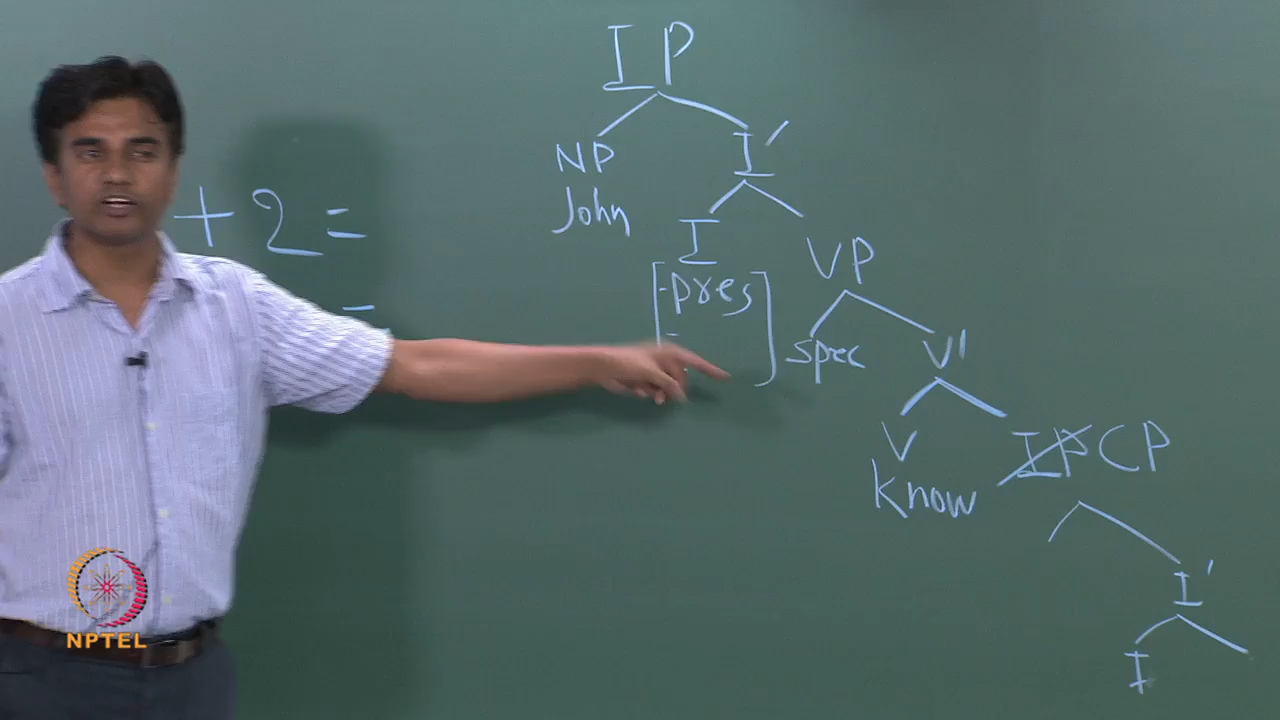 IP
NP I'
John
I VP
[-pres
-
]
spec V'
V IP CP
know
I'
I
+ 2 =
=
NPTEL